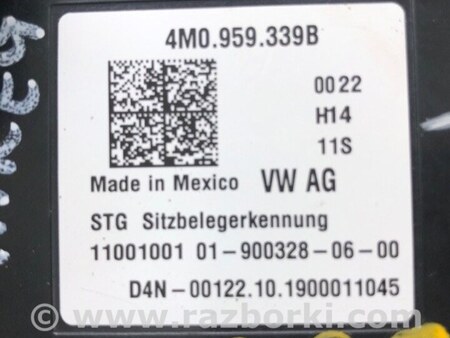 4M0.959.339B
0022
H14
11S
Made in Mexico VW AG
STG Sitzbelegerkennung
11001001 01-900328-06-00
D4N-00122.10.1900011045
www.razborki.com